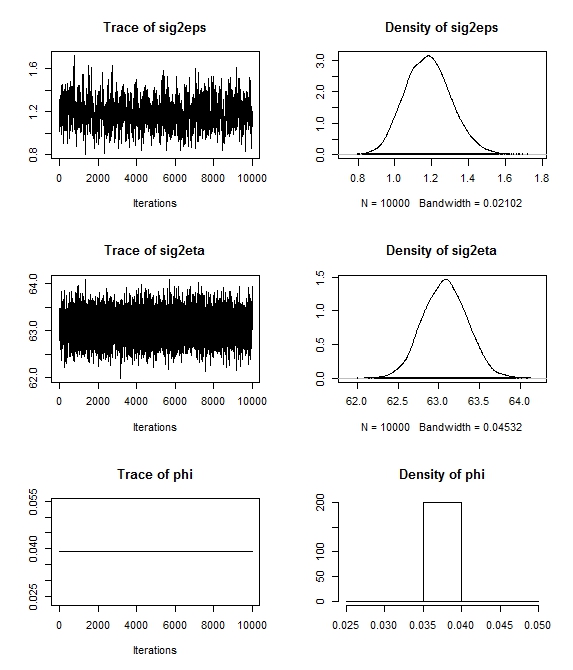 Trace of sig2eps
Density of sig2eps
0.8 1.2 1.6
0 2000 4000 6000 8000 10000
Iterations
0.0 1.0 2.0 3.0
0.8 1.0 1.2 1.4 1.6 1.8
N = 10000 Bandwidth = 0.02102
Trace of sig2eta
Density of sig2eta
62.0 63.0 64.0
0 2000 4000 6000 8000 10000
Iterations
0.0 0.5 1.0 1.5
62.0 62.5 63.0 63.5 64.0
N = 10000 Bandwidth = 0.04532
Trace of phi
Density of phi
0.025 0.040 0.055
0 2000 4000 6000 8000 10000
Iterations
0 50 100 200
0.025 0.030 0.035 0.040 0.045 0.050